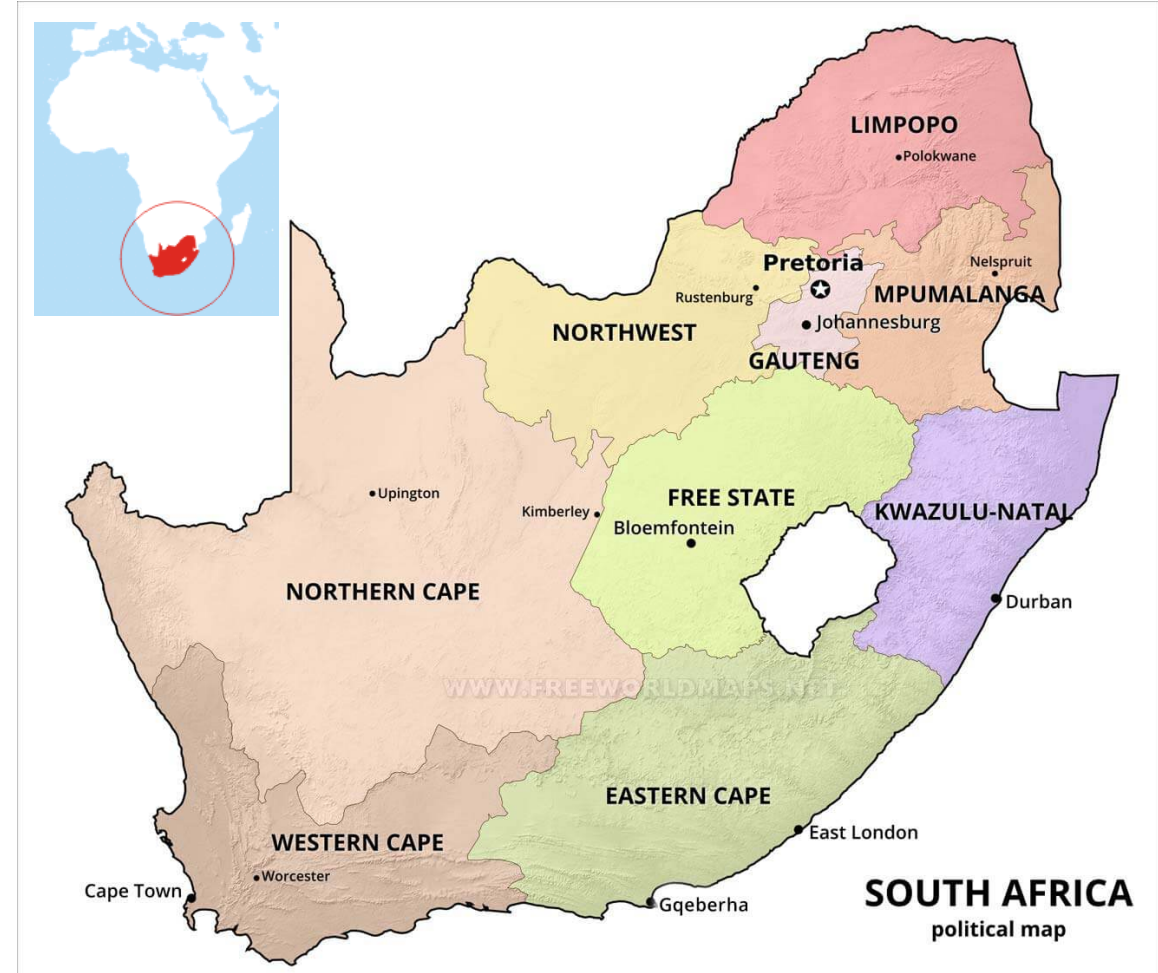 LIMPOPO
Polokwane
Pretoria
Nelspruit
Rustenburg
MPUMALANGA
Johannesburg
NORTHWEST
GAUTENG
Upington
FREE STATE
Kimberley
KWAZULU-NATAL
Bloemfontein
NORTHERN CAPE
Durban
WWW.FREEWORLDMAPS.NET
EASTERN CAPE
East London
WESTERN CAPE
Worcester
Cape Town
Gqeberha
SOUTH AFRICA
political map